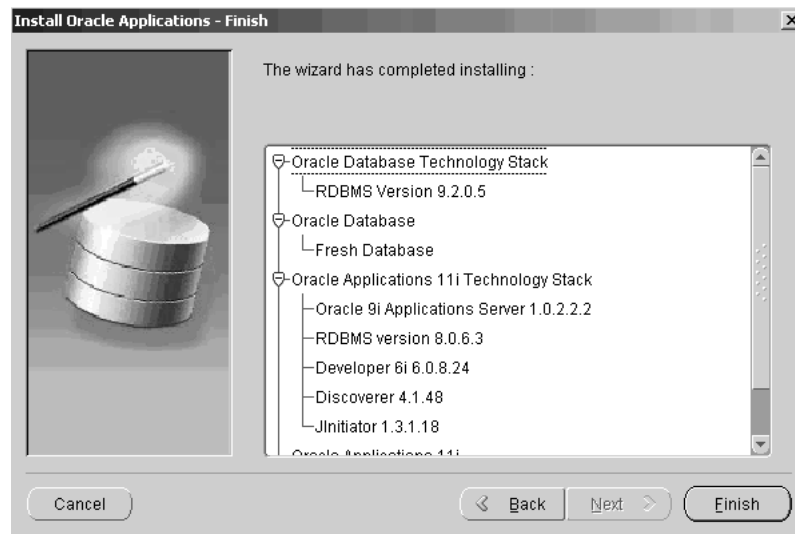 Install Oracle Applications - Finish
The wizard has completed installing :
Oracle Database Technology Stack
RDBMS Version 9.2.0.5
Oracle Database
Fresh Database
Oracle Applications 11i Technology Stack
Oracle 9i Applications Server 1.0.2.2.2
RDBMS version 8.0.6.3
Developer 6i 6.0.8.24
Discoverer 4.1.48
JInitiator 1.3.1.18
Oracle Applications 11i
Cancel
Back
Next
Finish